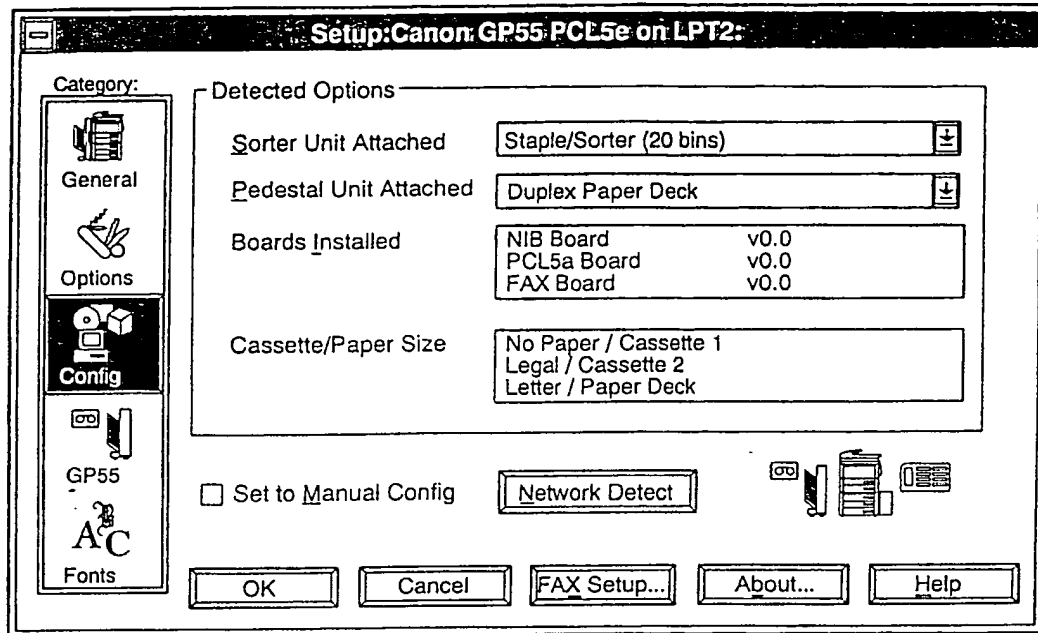 Setup:Canon GP55 PCL5e on LPT2:
Category:
General
Options
Config
GP55
Fonts
Detected Options
Sorter Unit Attached
Staple/Sorter (20 bins)
Pedestal Unit Attached
Duplex Paper Deck
Boards Installed
NIB Board v0.0
PCL5a Board v0.0
FAX Board v0.0
Cassette/Paper Size
No Paper / Cassette 1
Legal / Cassette 2
Letter / Paper Deck
Set to Manual Config
Network Detect
OK
Cancel
FAX Setup...
About...
Help